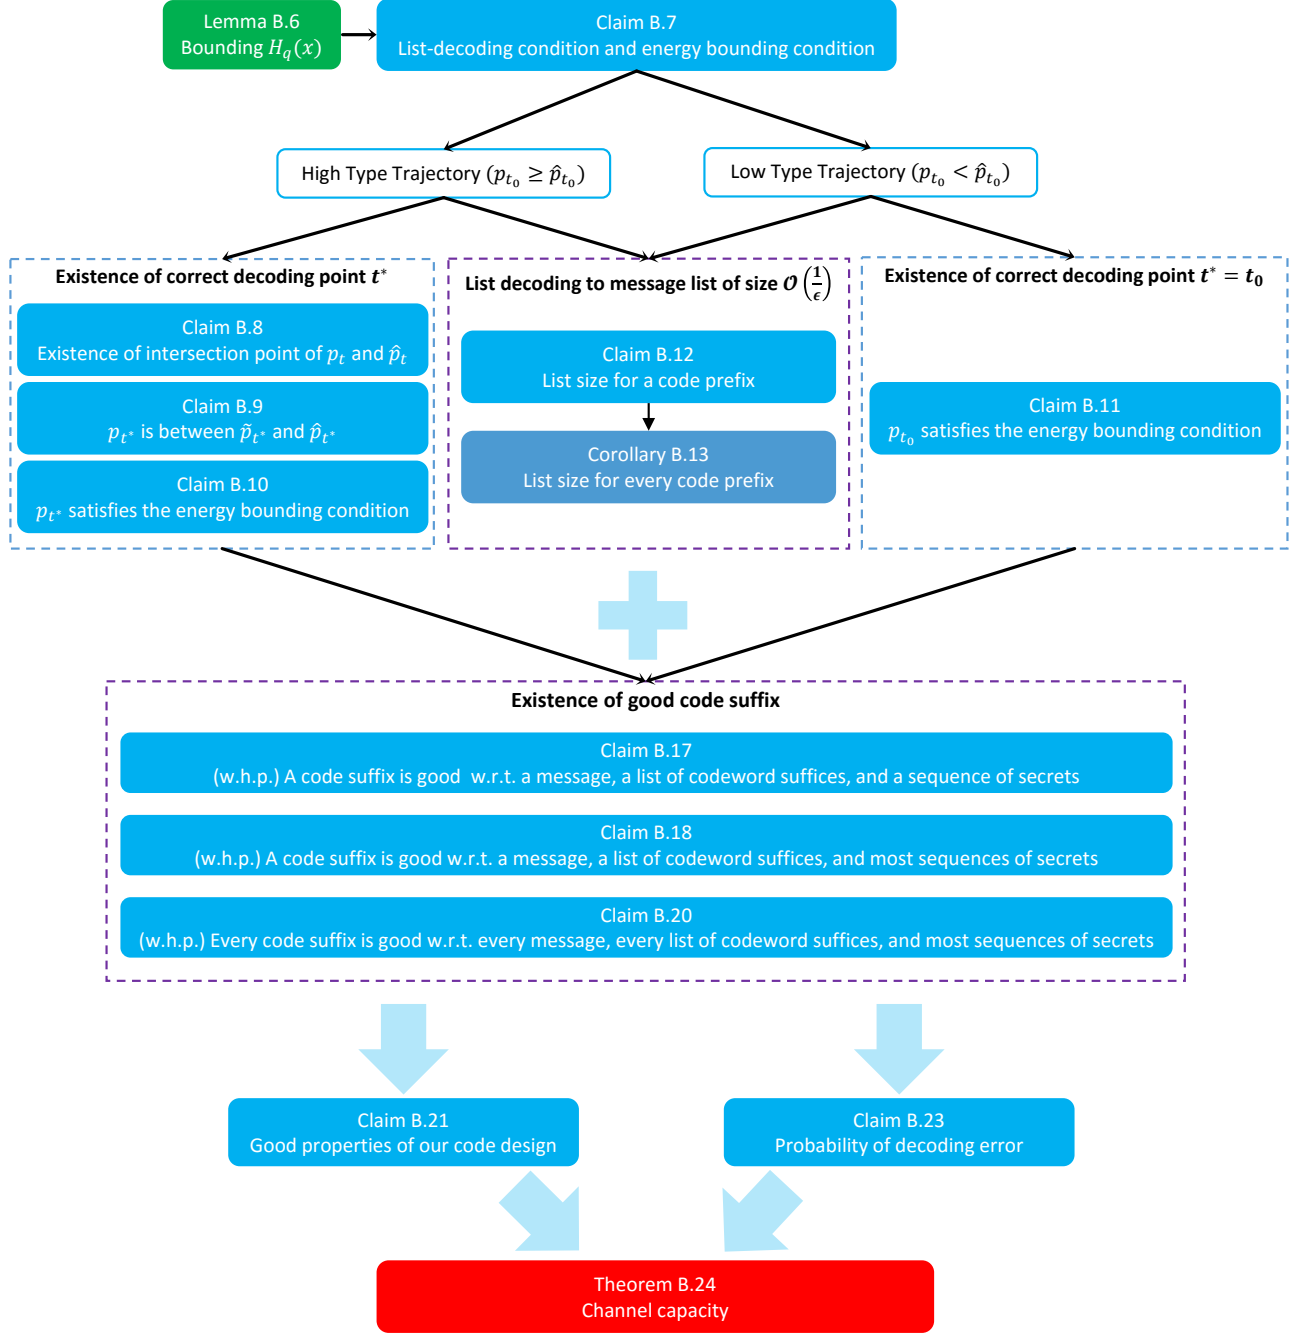 Lemma B.6
Bounding $H_q(x)$
Claim B.7
List-decoding condition and energy bounding condition
High Type Trajectory ($p_{t_0} \geq \hat{p}_{t_0}$)
Low Type Trajectory ($p_{t_0} < \hat{p}_{t_0}$)
Existence of correct decoding point $t^*$
Claim B.8
Existence of intersection point of $p_t$ and $\hat{p}_t$
Claim B.9
$p_{t^*}$ is between $\tilde{p}_{t^*}$ and $\hat{p}_{t^*}$
Claim B.10
$p_{t^*}$ satisfies the energy bounding condition
List decoding to message list of size $\mathcal{O}\left(\frac{1}{\epsilon}\right)$
Claim B.12
List size for a code prefix
Corollary B.13
List size for every code prefix
Existence of correct decoding point $t^* = t_0$
Claim B.11
$p_{t_0}$ satisfies the energy bounding condition
Existence of good code suffix
Claim B.17
(w.h.p.) A code suffix is good w.r.t. a message, a list of codeword suffices, and a sequence of secrets
Claim B.18
(w.h.p.) A code suffix is good w.r.t. a message, a list of codeword suffices, and most sequences of secrets
Claim B.20
(w.h.p.) Every code suffix is good w.r.t. every message, every list of codeword suffices, and most sequences of secrets
Claim B.21
Good properties of our code design
Claim B.23
Probability of decoding error
Theorem B.24
Channel capacity